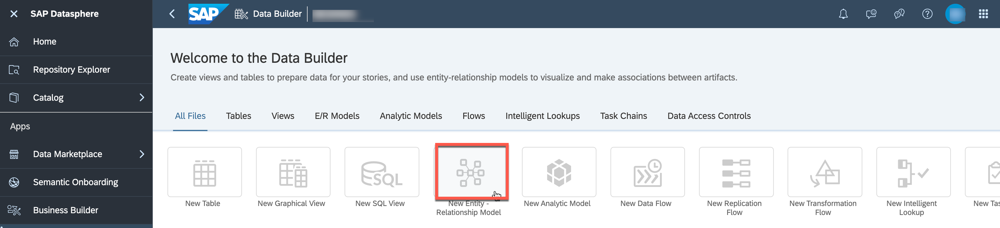 SAP Datasphere
Home
Repository Explorer
Catalog
Apps
Data Marketplace
Semantic Onboarding
Business Builder
SAP Data Builder
Welcome to the Data Builder
Create views and tables to prepare data for your stories, and use entity-relationship models to visualize and make associations between artifacts.
All Files Tables Views E/R Models Analytic Models Flows Intelligent Lookups Task Chains Data Access Controls
SQL
New Table
New Graphical View
New SQL View
New Entity -
Relationship Model
New Analytic Model
New Data Flow
New Replication
Flow
New Transformation
Flow
New Intelligent
Lookup
New